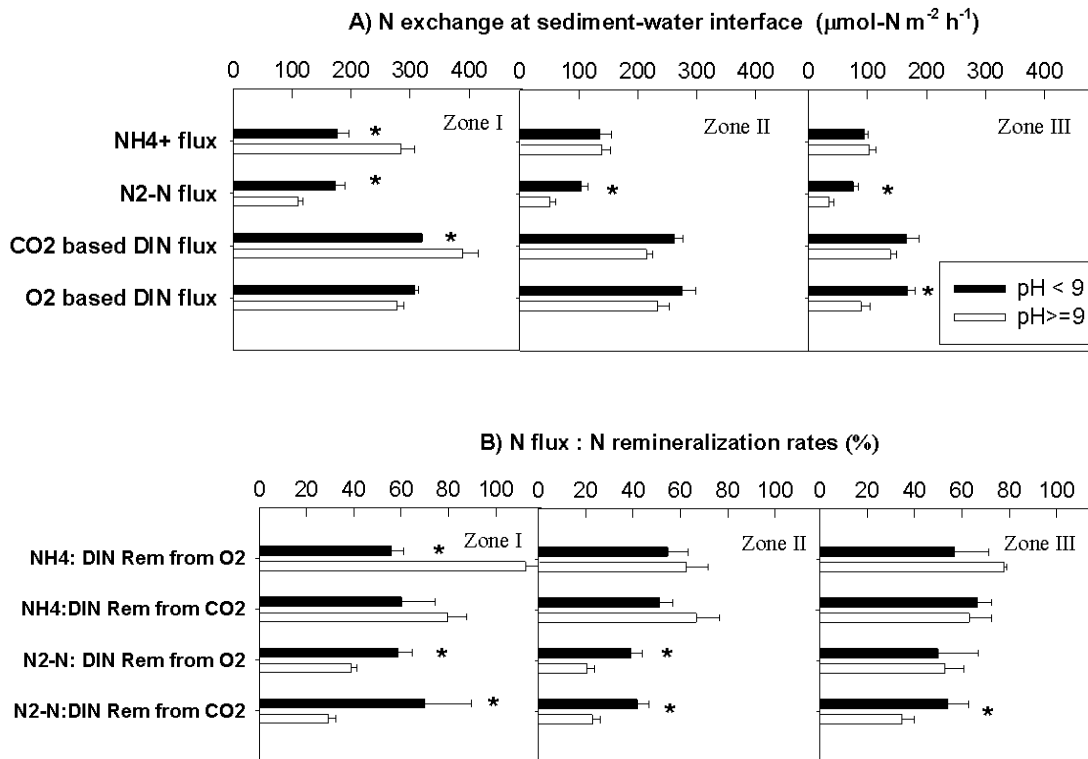 A) N exchange at sediment-water interface (µmol-N m-2 h-1)
0 100 200 300 400 0 100 200 300 400 0 100 200 300 400
Zone I Zone II Zone III
NH4+ flux * 
N2-N flux * * *
CO2 based DIN flux *
O2 based DIN flux *
pH < 9
pH>=9
B) N flux : N remineralization rates (%)
0 20 40 60 80 100 0 20 40 60 80 100 0 20 40 60 80 100
Zone I Zone II Zone III
NH4: DIN Rem from O2 *
NH4:DIN Rem from CO2
N2-N: DIN Rem from O2 * *
N2-N:DIN Rem from CO2 * * *